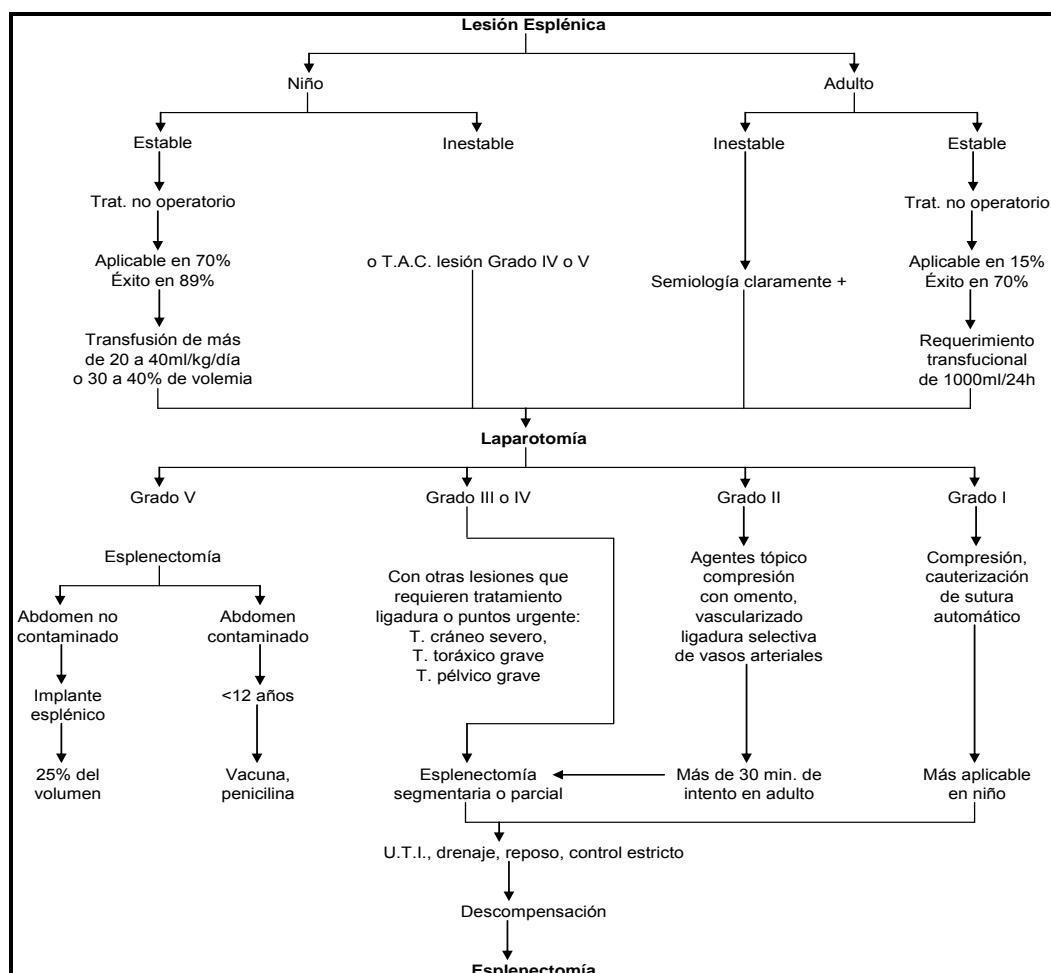 Lesión Esplénica
Niño
Adulto
Estable
Inestable
Inestable
Estable
Trat. no operatorio
Trat. no operatorio
Aplicable en 70%
Éxito en 89%
o T.A.C. lesión Grado IV o V
Semiología claramente +
Aplicable en 15%
Éxito en 70%
Transfusión de más
de 20 a 40ml/kg/día
o 30 a 40% de volemia
Requerimiento
transfucional
de 1000ml/24h
Laparotomía
Grado V
Grado III o IV
Grado II
Grado I
Esplenectomía
Abdomen no
contaminado
Abdomen
contaminado
Implante
esplénico
<12 años
25% del
volumen
Vacuna,
penicilina
Con otras lesiones que
requieren tratamiento
ligadura o puntos urgente:
T. cráneo severo,
T. toráxico grave
T. pélvico grave
Agentes tópico
compresión
con omento,
vascularizado
ligadura selectiva
de vasos arteriales
Compresión,
cauterización
de sutura
automático
Esplenectomía
segmentaria o parcial
Más de 30 min. de
intento en adulto
Más aplicable
en niño
U.T.I., drenaje, reposo, control estricto
Descompensación
Esplenectomía